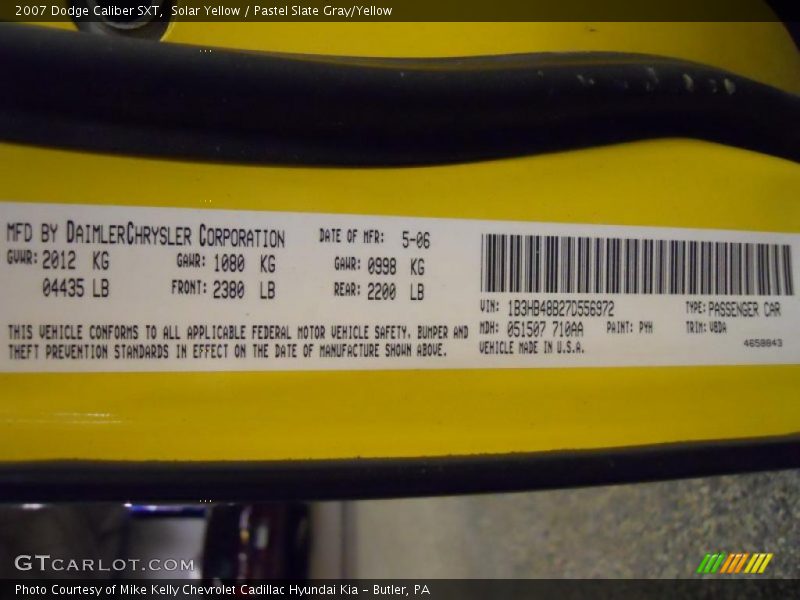 2007 Dodge Caliber SXT,  Solar Yellow / Pastel Slate Gray/Yellow
MFD BY DAIMLERCHRYSLER CORPORATION
DATE OF MFR: 5-06
GVWR: 2012 KG
GAWR: 1080 KG
GAWR: 0998 KG
04435 LB
FRONT: 2380 LB
REAR: 2200 LB
VIN: 1B3HB48B27D556972
TYPE: PASSENGER CAR
MDH: 051507 710AA
PAINT: PYH
TRIM: VBDA
VEHICLE MADE IN U.S.A.
4658843
THIS VEHICLE CONFORMS TO ALL APPLICABLE FEDERAL MOTOR VEHICLE SAFETY, BUMPER AND
THEFT PREVENTION STANDARDS IN EFFECT ON THE DATE OF MANUFACTURE SHOWN ABOVE.
GTCARLOT.COM
Photo Courtesy of Mike Kelly Chevrolet Cadillac Hyundai Kia – Butler, PA